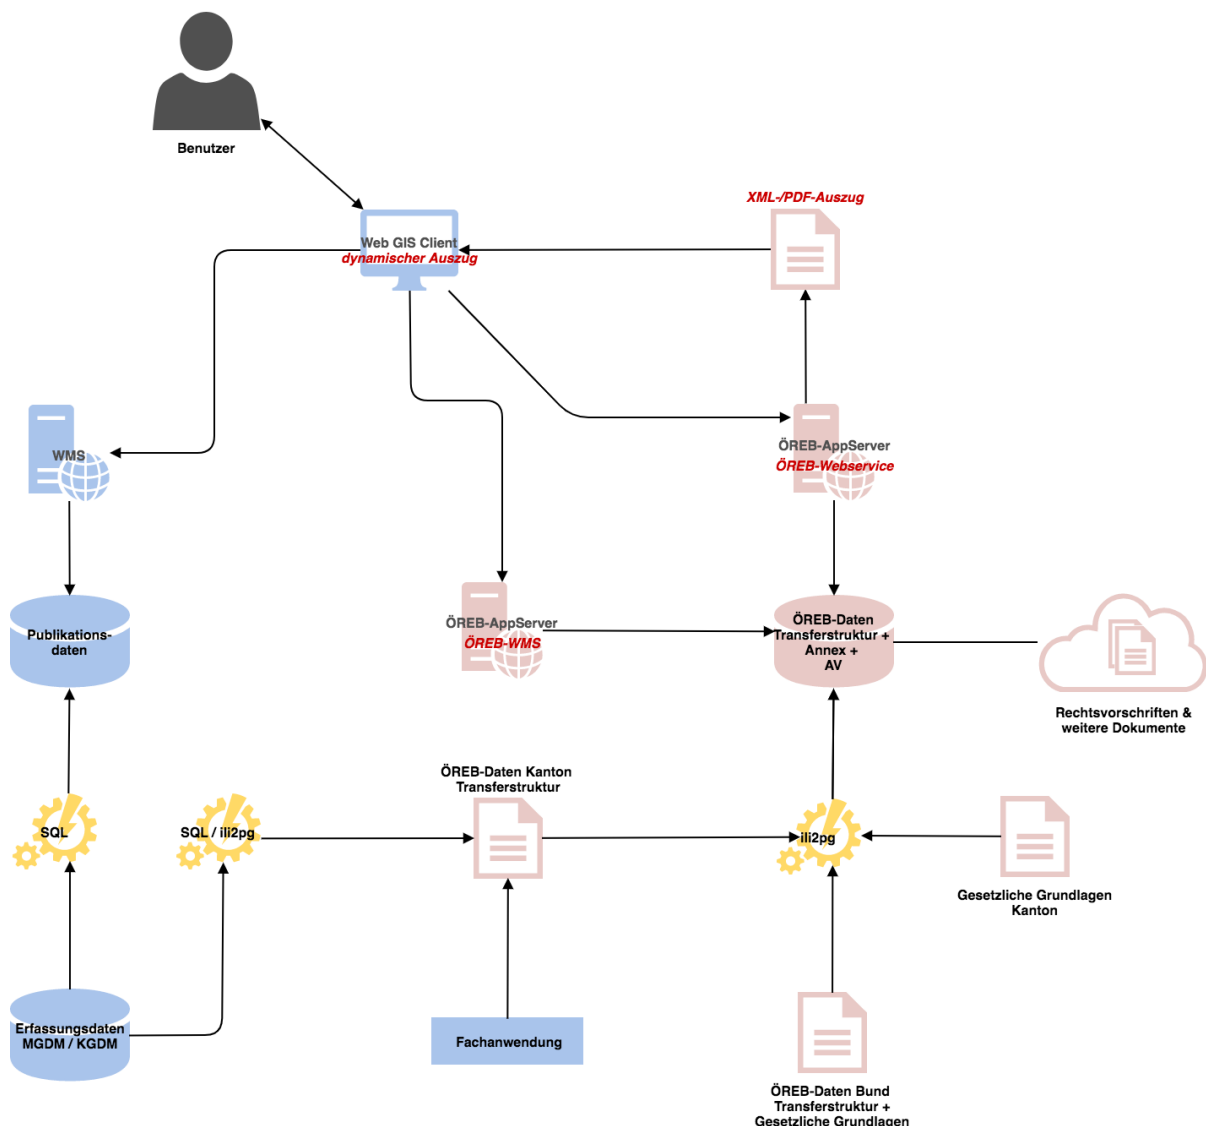 Benutzer
XML-/PDF-Auszug
Web GIS Client
dynamischer Auszug
WMS
ÖREB-AppServer
ÖREB-Webservice
Publikations-
daten
ÖREB-AppServer
ÖREB-WMS
ÖREB-Daten
Transferstruktur +
Annex +
AV
Rechtsvorschriften &
weitere Dokumente
ÖREB-Daten Kanton
Transferstruktur
SQL
SQL / ili2pg
ili2pg
Gesetzliche Grundlagen
Kanton
Erfassungsdaten
MGDM / KGDM
Fachanwendung
ÖREB-Daten Bund
Transferstruktur +
Gesetzliche Grundlagen